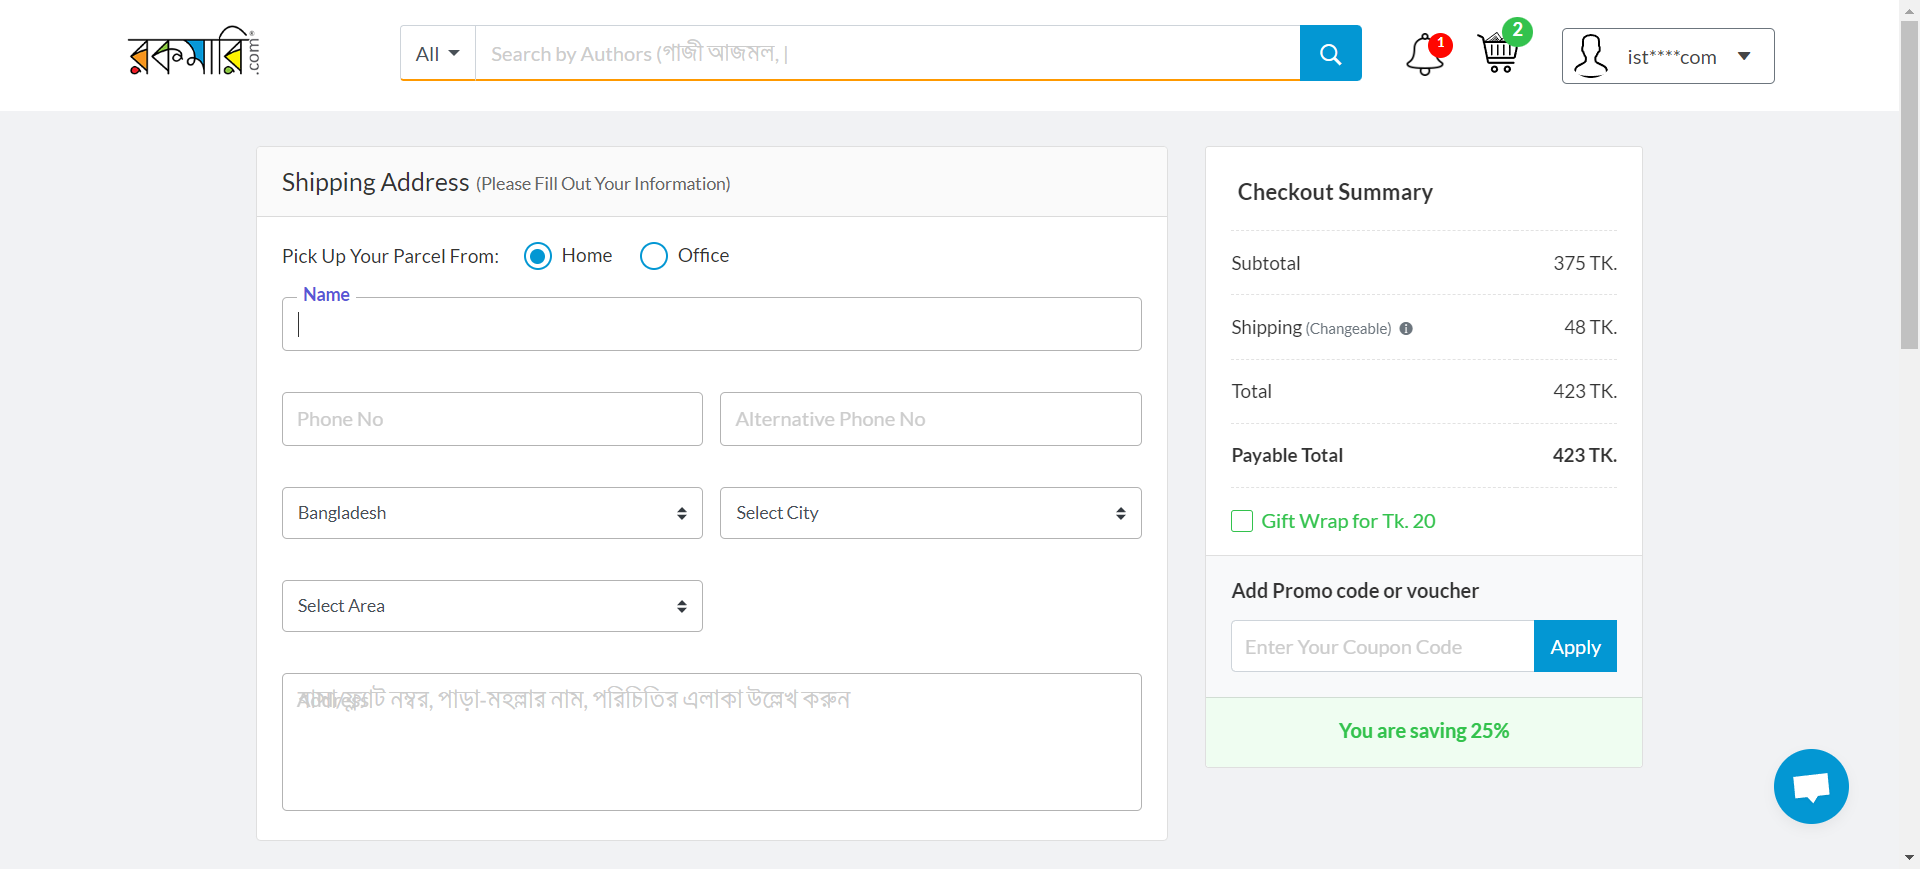 রকমারি.com
All
Search by Authors (গাজী আজমল, |
1
2
ist****com
Shipping Address (Please Fill Out Your Information)
Pick Up Your Parcel From: Home Office
Name
Phone No
Alternative Phone No
Bangladesh
Select City
Select Area
ফ্ল্যাট নম্বর, পাড়া-মহল্লার নাম, পরিচিতির এলাকা উল্লেখ করুন
Address
Checkout Summary
Subtotal 375 TK.
Shipping (Changeable) 48 TK.
Total 423 TK.
Payable Total 423 TK.
Gift Wrap for Tk. 20
Add Promo code or voucher
Enter Your Coupon Code
Apply
You are saving 25%